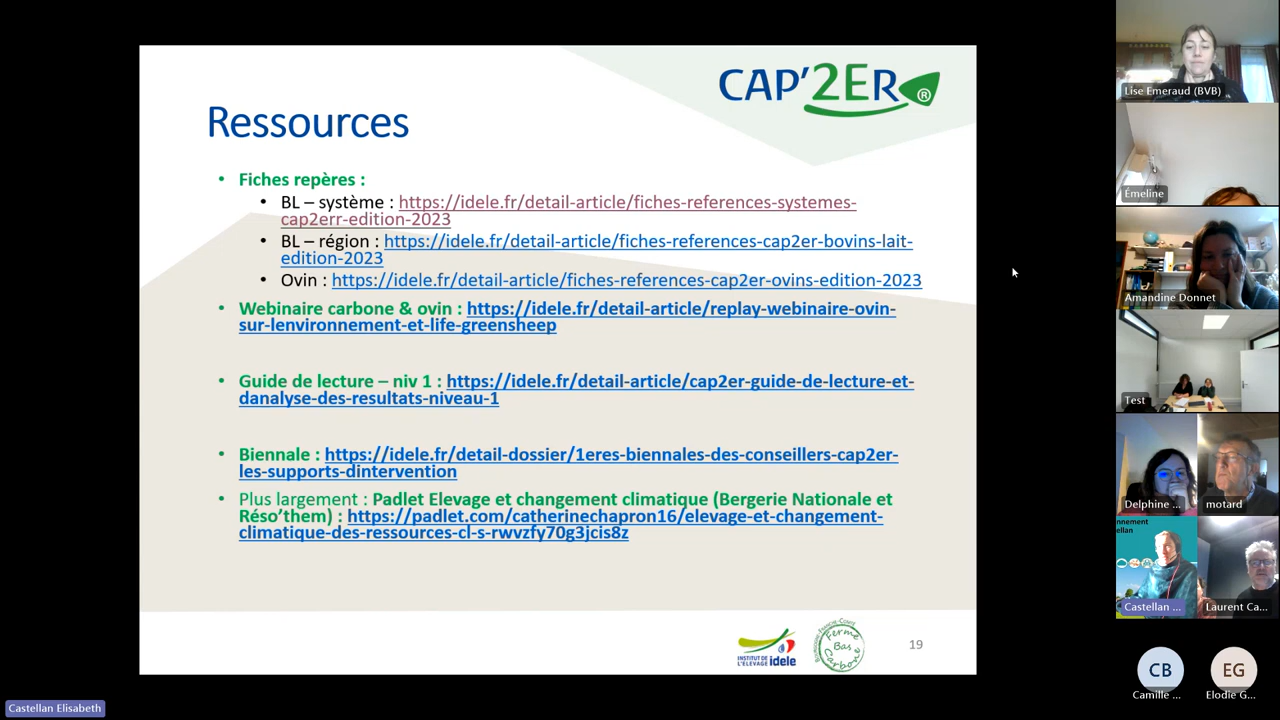 CAP'2ER®
Ressources
• Fiches repères :
• BL – système : https://idele.fr/detail-article/fiches-references-systemes-
cap2err-edition-2023
• BL – région : https://idele.fr/detail-article/fiches-references-cap2er-bovins-lait-
edition-2023
• Ovin : https://idele.fr/detail-article/fiches-references-cap2er-ovins-edition-2023
• Webinaire carbone & ovin : https://idele.fr/detail-article/replay-webinaire-ovin-
sur-lenvironnement-et-life-greensheep
• Guide de lecture – niv 1 : https://idele.fr/detail-article/cap2er-guide-de-lecture-et-
danalyse-des-resultats-niveau-1
• Biennale : https://idele.fr/detail-dossier/1eres-biennales-des-conseillers-cap2er-
les-supports-dintervention
• Plus largement : Padlet Elevage et changement climatique (Bergerie Nationale et
Réso'them) : https://padlet.com/catherinechapron16/elevage-et-changement-
climatique-des-ressources-cl-s-rwvzfy70g3jcis8z
INSTITUT DE
L'ÉLEVAGE idele
Ferme
Bas
Carbone
19
Lise Emeraud (BVB)
Émeline
Amandine Donnet
Test
Delphine ...
motard
Castellan ...
Laurent Ca...
CB
Camille ...
EG
Elodie G...
Castellan Elisabeth